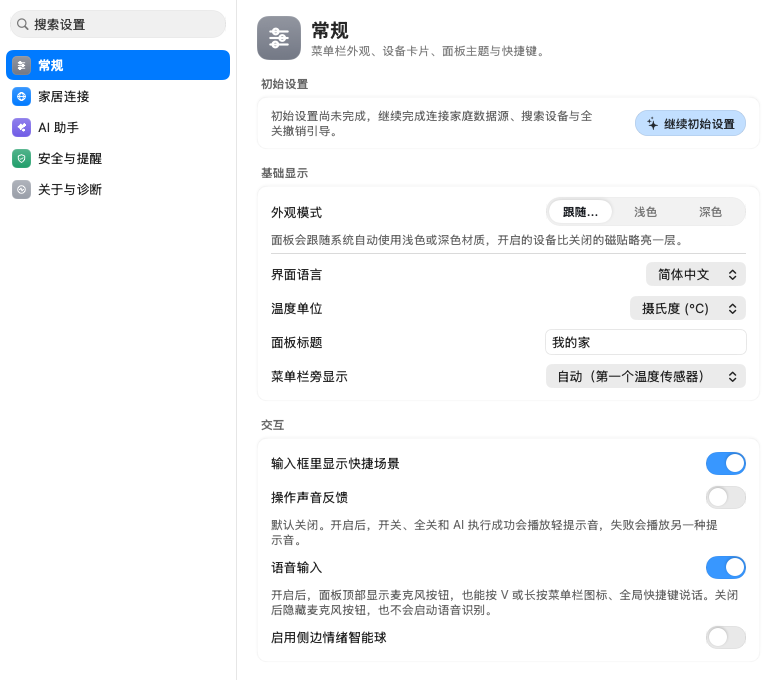 搜索设置
常规
家居连接
AI 助手
安全与提醒
关于与诊断
常规
菜单栏外观、设备卡片、面板主题与快捷键。
初始设置
初始设置尚未完成，继续完成连接家庭数据源、搜索设备与全
关撤销引导。
继续初始设置
基础显示
外观模式
跟随...
浅色
深色
面板会跟随系统自动使用浅色或深色材质，开启的设备比关闭的磁贴略亮一层。
界面语言
简体中文
温度单位
摄氏度 (°C)
面板标题
我的家
菜单栏旁显示
自动（第一个温度传感器）
交互
输入框里显示快捷场景
操作声音反馈
默认关闭。开启后，开关、全关和 AI 执行成功会播放轻提示音，失败会播放另一种提
示音。
语音输入
开启后，面板顶部显示麦克风按钮，也能按 V 或长按菜单栏图标、全局快捷键说话。关闭
后隐藏麦克风按钮，也不会启动语音识别。
启用侧边情绪智能球